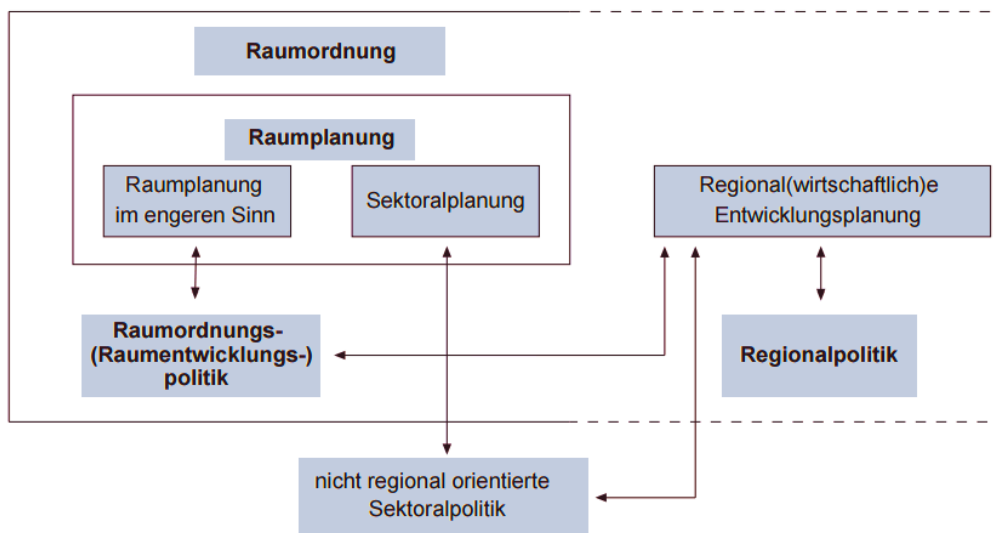 Raumordnung
Raumplanung
Raumplanung
im engeren Sinn
Sektoralplanung
Regional(wirtschaftlich)e
Entwicklungsplanung
Raumordnungs-
(Raumentwicklungs-)
politik
Regionalpolitik
nicht regional orientierte
Sektoralpolitik